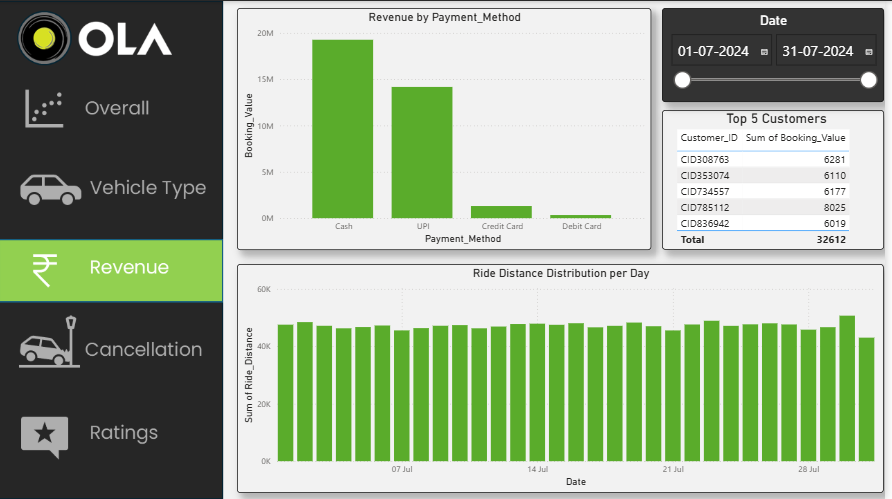 OLA
Overall
Vehicle Type
Revenue
Cancellation
Ratings
Revenue by Payment_Method
Booking_Value
20M
15M
10M
5M
0M
Cash UPI Credit Card Debit Card
Payment_Method
Date
01-07-2024 31-07-2024
Top 5 Customers
Customer_ID Sum of Booking_Value
CID308763 6281
CID353074 6110
CID734557 6177
CID785112 8025
CID836942 6019
Total 32612
Ride Distance Distribution per Day
Sum of Ride_Distance
60K
40K
20K
0K
07 Jul 14 Jul 21 Jul 28 Jul
Date